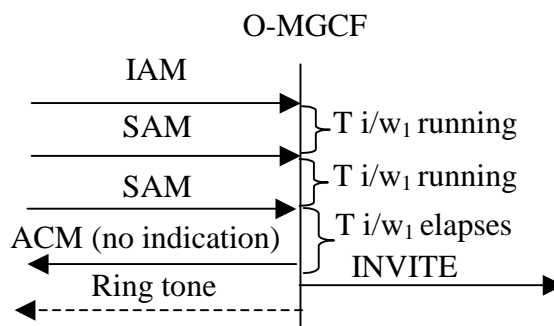 O-MGCF
IAM
T i/w₁ running
SAM
T i/w₁ running
SAM
T i/w₁ elapses
ACM (no indication)
INVITE
Ring tone